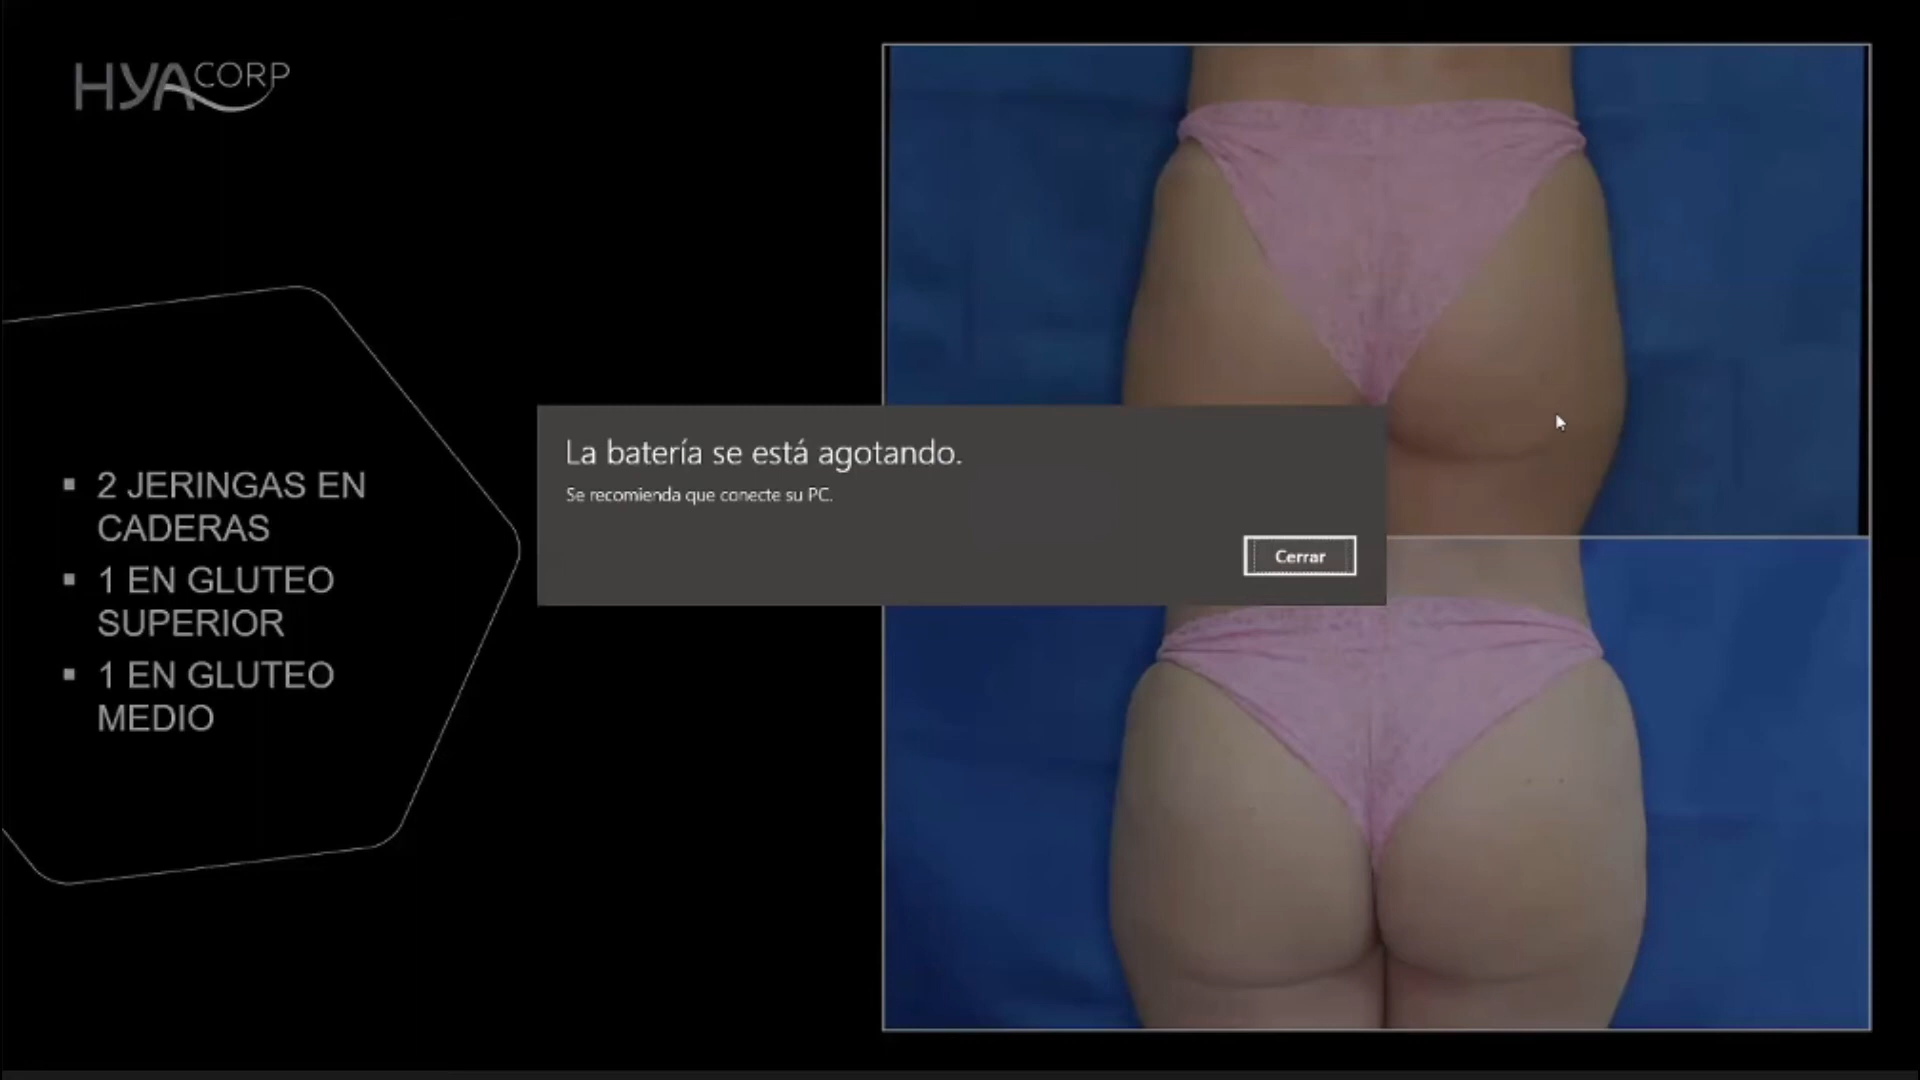 HYACORP
▪ 2 JERINGAS EN
CADERAS
▪ 1 EN GLUTEO
SUPERIOR
▪ 1 EN GLUTEO
MEDIO
La batería se está agotando.
Se recomienda que conecte su PC.
Cerrar